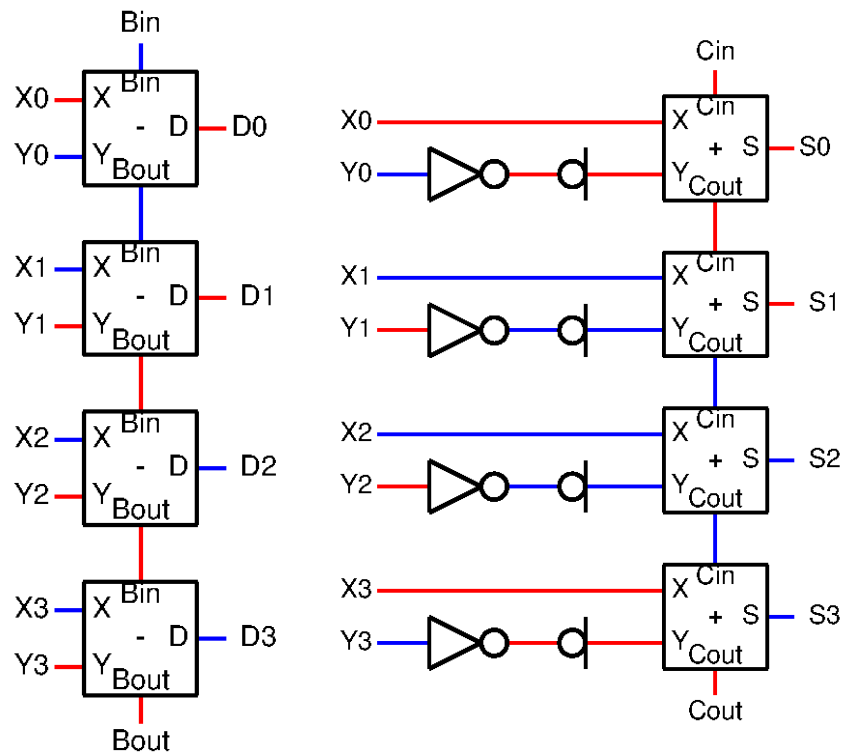 Bin
Bin
X0 X
- D D0
Y0 Y
Bout
Bin
X1 X
- D D1
Y1 Y
Bout
Bin
X2 X
- D D2
Y2 Y
Bout
Bin
X3 X
- D D3
Y3 Y
Bout
Bout
Cin
Cin
X0 X
+ S S0
Y0 Y
Cout
Cin
X1 X
+ S S1
Y1 Y
Cout
Cin
X2 X
+ S S2
Y2 Y
Cout
Cin
X3 X
+ S S3
Y3 Y
Cout
Cout